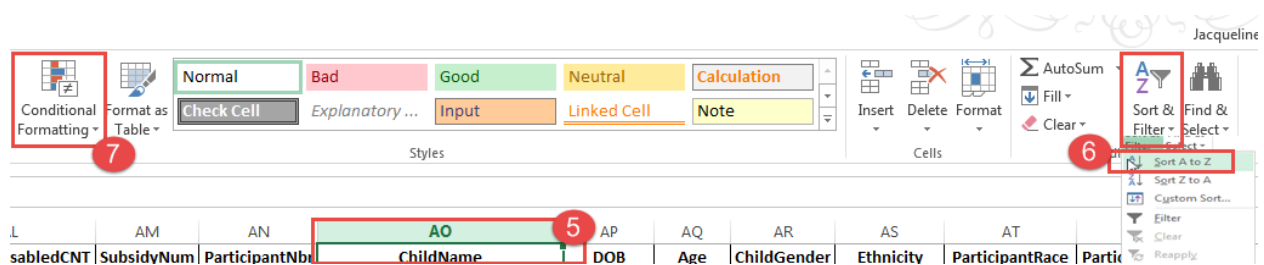 Jacqueline
Normal Bad Good Neutral Calculation
Check Cell Explanatory ... Input Linked Cell Note
Conditional Formatting
Format as Table
Styles
7
Insert Delete Format
Cells
AutoSum
Fill
Clear
Sort & Filter
Find & Select
6
Sort A to Z
Sort Z to A
Custom Sort...
Filter
Clear
Reapply
5
AM AN AO AP AQ AR AS AT
sabledCNT SubsidyNum ParticipantNbr ChildName DOB Age ChildGender Ethnicity ParticipantRace Partic